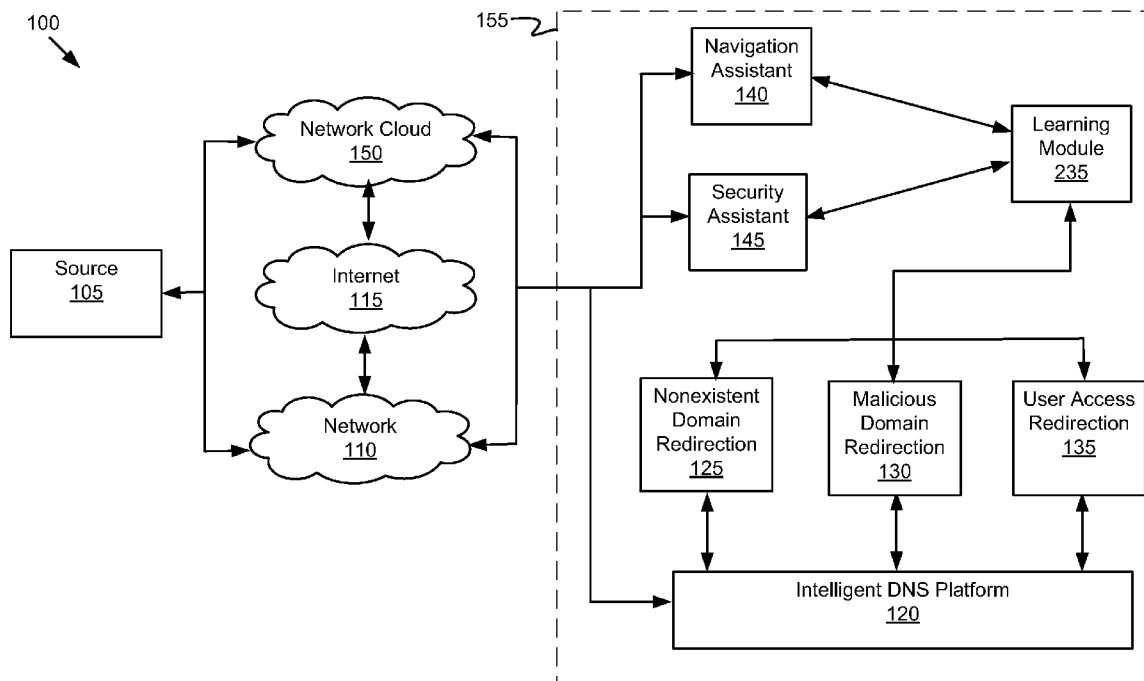 100
155
Navigation
Assistant
140
Network Cloud
150
Learning
Module
235
Security
Assistant
145
Source
105
Internet
115
Network
110
Nonexistent
Domain
Redirection
125
Malicious
Domain
Redirection
130
User Access
Redirection
135
Intelligent DNS Platform
120